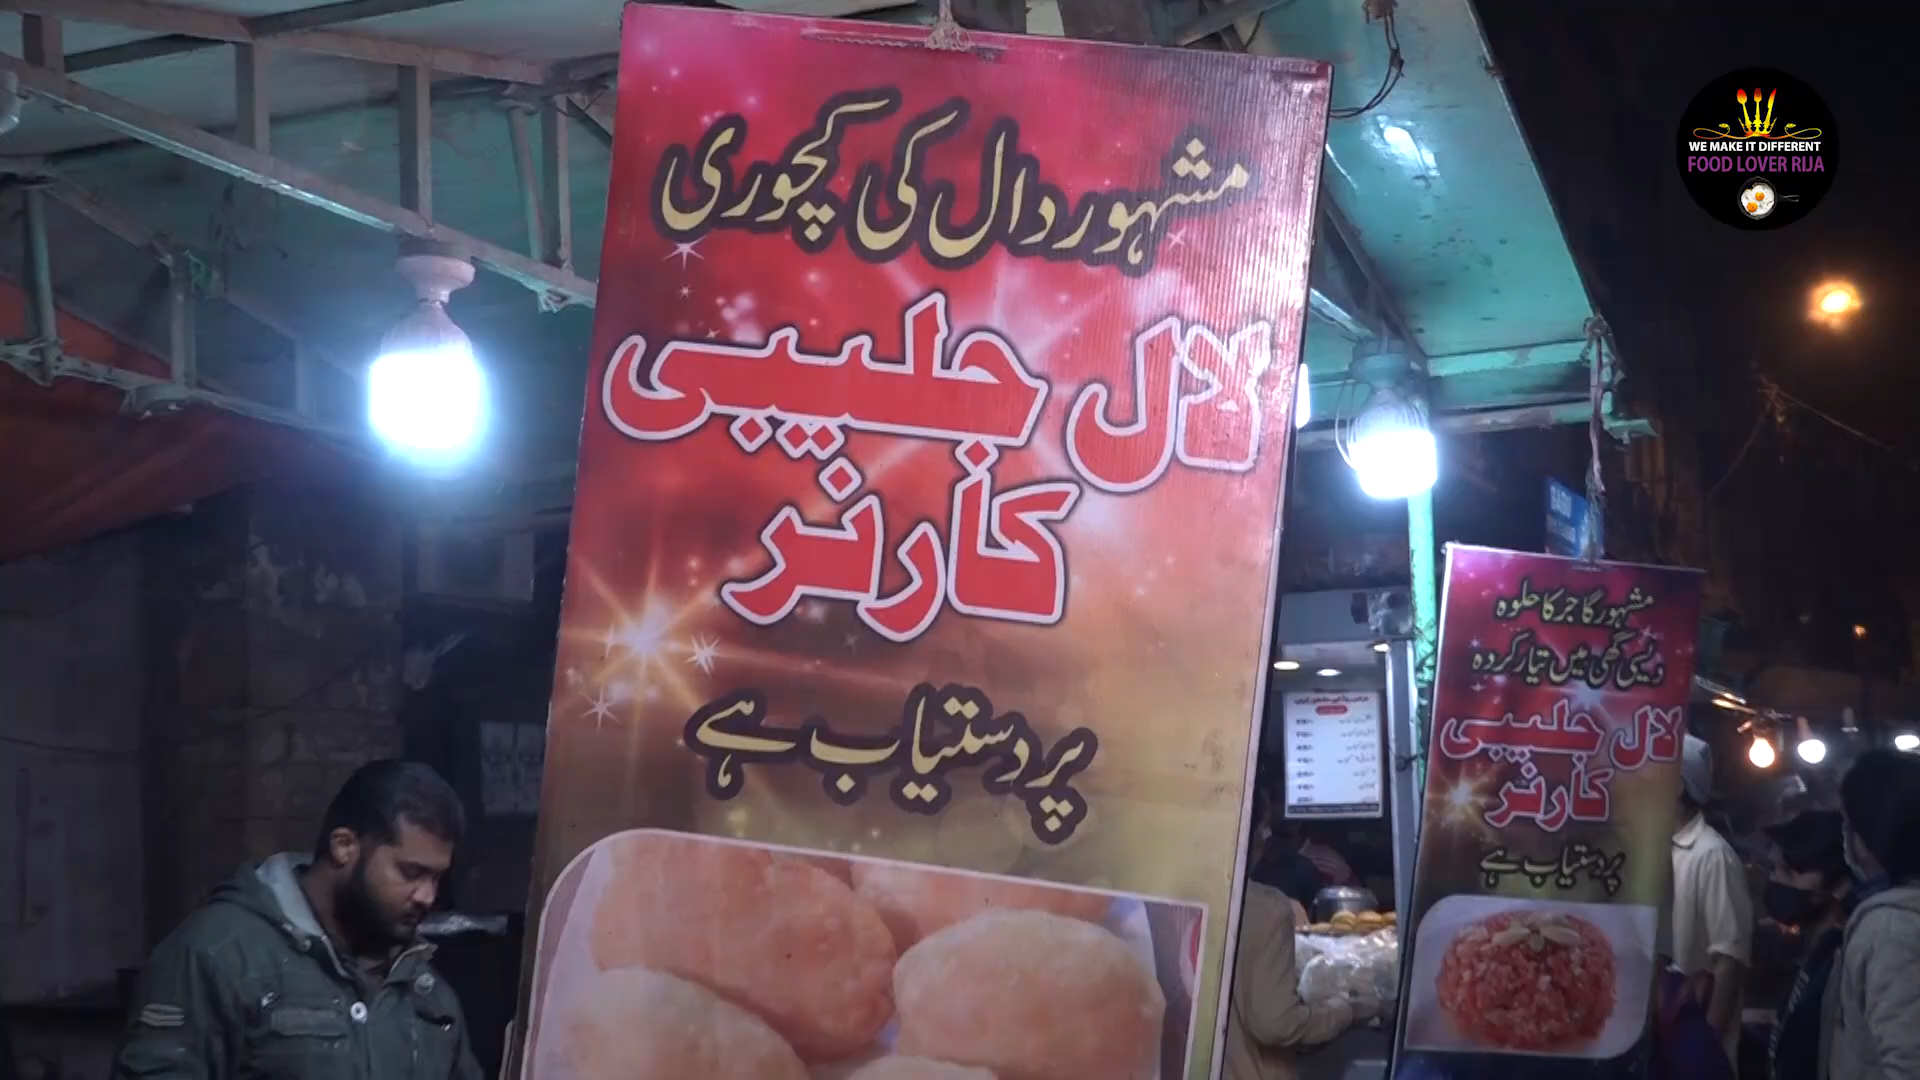 مشہور دال کی کچوری
لال جلیبی
کارنر
پر دستیاب ہے
مشہور گاجر کا حلوہ
دیسی گھی میں تیار کردہ
لال جلیبی
کارنر
پر دستیاب ہے
WE MAKE IT DIFFERENT
FOOD LOVER RIJA